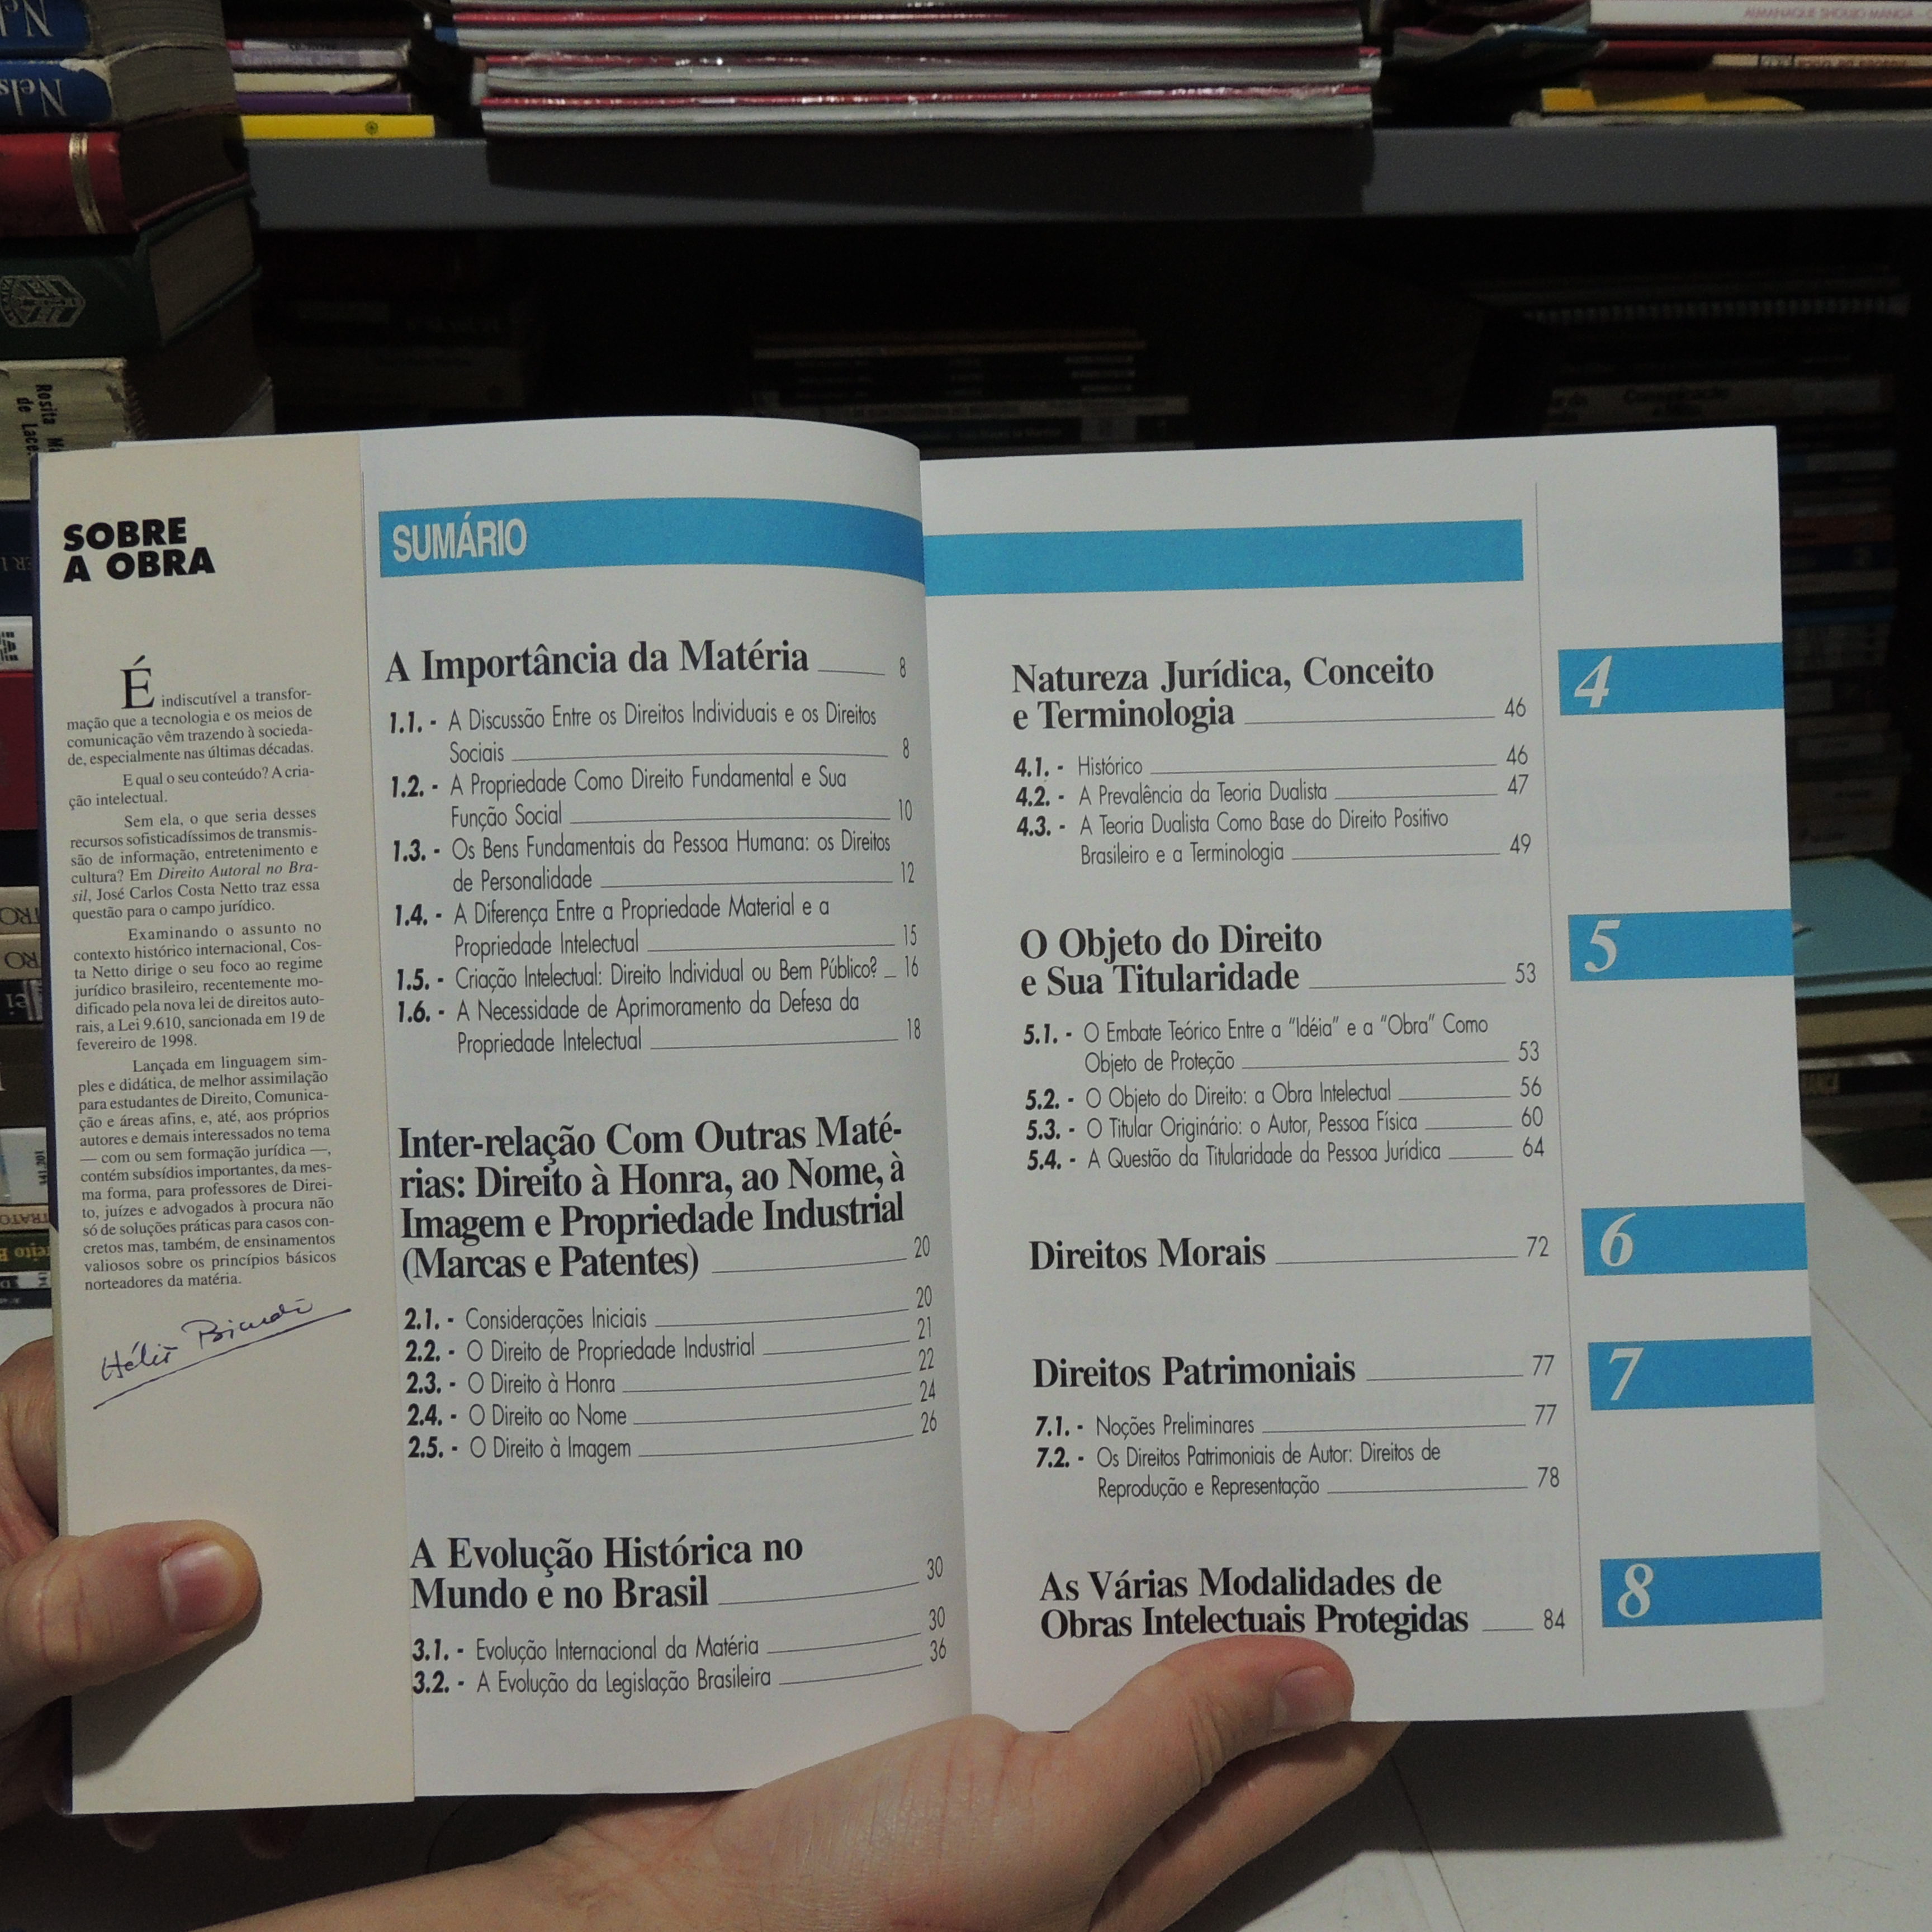 Nels
SOBRE
A OBRA
É indiscutível a transfor-
mação que a tecnologia e os meios de
comunicação vêm trazendo à socieda-
de, especialmente nas últimas décadas.
E qual o seu conteúdo? A cria-
ção intelectual.
Sem ela, o que seria desses
recursos sofisticadíssimos de transmis-
são de informação, entretenimento e
cultura? Em Direito Autoral no Bra-
sil, José Carlos Costa Netto traz essa
questão para o campo jurídico.
Examinando o assunto no
contexto histórico internacional, Cos-
ta Netto dirige o seu foco ao regime
jurídico brasileiro, recentemente mo-
dificado pela nova lei de direitos auto-
rais, a Lei 9.610, sancionada em 19 de
fevereiro de 1998.
Lançada em linguagem sim-
ples e didática, de melhor assimilação
para estudantes de Direito, Comunica-
ção e áreas afins, e, até, aos próprios
autores e demais interessados no tema
— com ou sem formação jurídica —,
contém subsídios importantes, da mes-
ma forma, para professores de Direi-
to, juízes e advogados à procura não
só de soluções práticas para casos con-
cretos mas, também, de ensinamentos
valiosos sobre os princípios básicos
norteadores da matéria.
SUMÁRIO
A Importância da Matéria 8
1.1. - A Discussão Entre os Direitos Individuais e os Direitos
Sociais 8
1.2. - A Propriedade Como Direito Fundamental e Sua
Função Social 10
1.3. - Os Bens Fundamentais da Pessoa Humana: os Direitos
de Personalidade 12
1.4. - A Diferença Entre a Propriedade Material e a
Propriedade Intelectual 15
1.5. - Criação Intelectual: Direito Individual ou Bem Público? 16
1.6. - A Necessidade de Aprimoramento da Defesa da
Propriedade Intelectual 18
Inter-relação Com Outras Maté-
rias: Direito à Honra, ao Nome, à
Imagem e Propriedade Industrial
(Marcas e Patentes) 20
2.1. - Considerações Iniciais 20
2.2. - O Direito de Propriedade Industrial 21
2.3. - O Direito à Honra 22
2.4. - O Direito ao Nome 24
2.5. - O Direito à Imagem 26
A Evolução Histórica no
Mundo e no Brasil 30
3.1. - Evolução Internacional da Matéria 30
3.2. - A Evolução da Legislação Brasileira 36
Natureza Jurídica, Conceito
e Terminologia 46
4
4.1. - Histórico 46
4.2. - A Prevalência da Teoria Dualista 47
4.3. - A Teoria Dualista Como Base do Direito Positivo
Brasileiro e a Terminologia 49
O Objeto do Direito
e Sua Titularidade 53
5
5.1. - O Embate Teórico Entre a "Idéia" e a "Obra" Como
Objeto de Proteção 53
5.2. - O Objeto do Direito: a Obra Intelectual 56
5.3. - O Titular Originário: o Autor, Pessoa Física 60
5.4. - A Questão da Titularidade da Pessoa Jurídica 64
Direitos Morais 72
6
Direitos Patrimoniais 77
7
7.1. - Noções Preliminares 77
7.2. - Os Direitos Patrimoniais de Autor: Direitos de
Reprodução e Representação 78
As Várias Modalidades de
Obras Intelectuais Protegidas 84
8